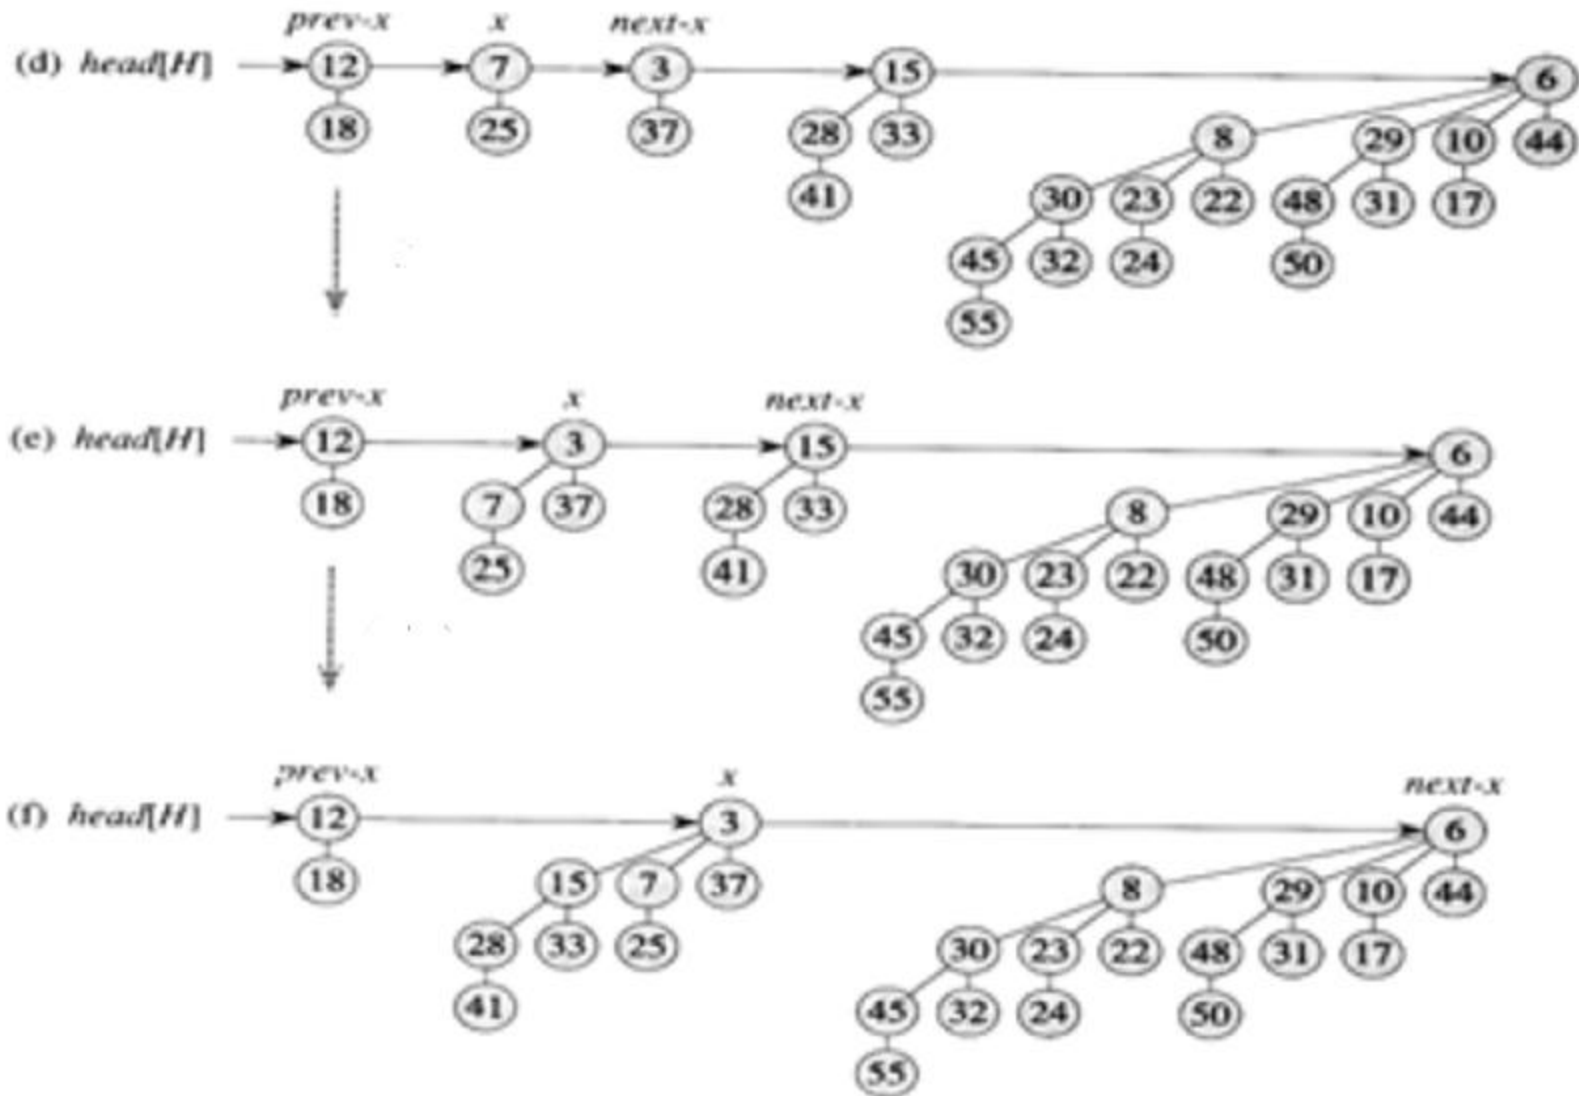 prev-x x next-x
(d) head[H] 12 7 3 15 6
18 25 37 28 33 8 29 10 44
41 30 23 22 48 31 17
45 32 24 50
55
prev-x x next-x
(e) head[H] 12 3 15 6
18 7 37 28 33 8 29 10 44
25 41 30 23 22 48 31 17
45 32 24 50
55
prev-x x next-x
(f) head[H] 12 3 6
18 15 7 37 8 29 10 44
28 33 25 30 23 22 48 31 17
41 45 32 24 50
55